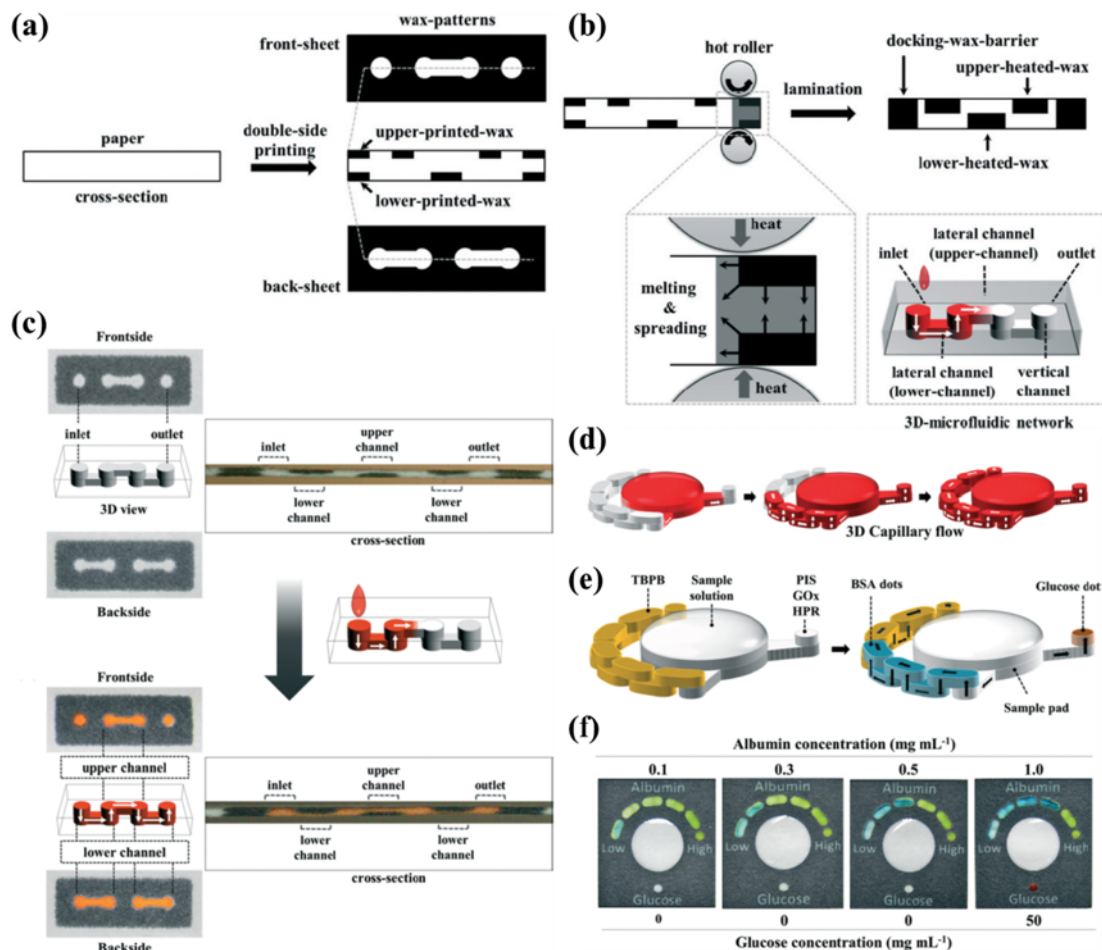 (a)
wax-patterns
front-sheet
paper
double-side
printing
upper-printed-wax
cross-section
lower-printed-wax
back-sheet
(b)
hot roller
docking-wax-barrier
upper-heated-wax
lamination
lower-heated-wax
heat
melting
&
spreading
heat
lateral channel
(upper-channel)
inlet
outlet
lateral channel
(lower-channel)
vertical
channel
3D-microfluidic network
(c)
Frontside
inlet
outlet
3D view
Backside
inlet
upper
channel
outlet
lower
channel
lower
channel
cross-section
Frontside
upper channel
lower channel
Backside
inlet
upper
channel
outlet
lower
channel
lower
channel
cross-section
(d)
3D Capillary flow
(e)
TBPB
Sample
solution
PIS
GOx
HPR
BSA dots
Glucose dot
Sample pad
(f)
Albumin concentration (mg mL⁻¹)
0.1
0.3
0.5
1.0
Albumin
Albumin
Albumin
Albumin
Low
High
Low
High
Low
High
Low
High
Glucose
Glucose
Glucose
Glucose
0
0
0
50
Glucose concentration (mg mL⁻¹)